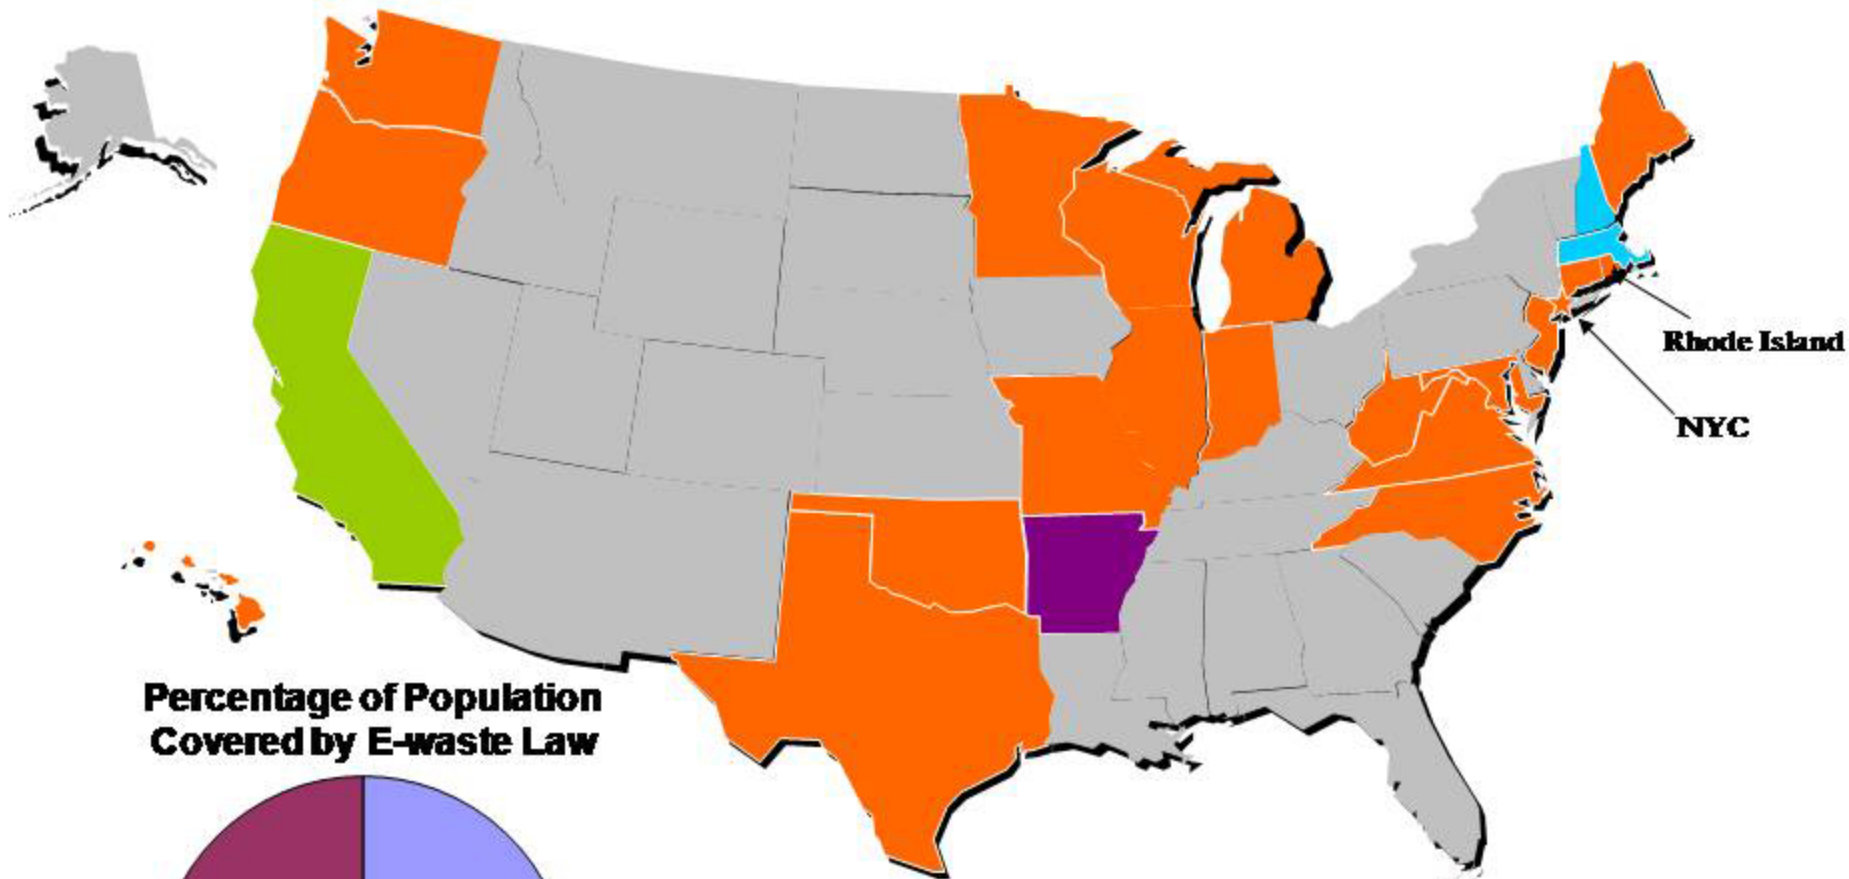 Rhode Island
NYC
Percentage of Population
Covered by E-waste Law